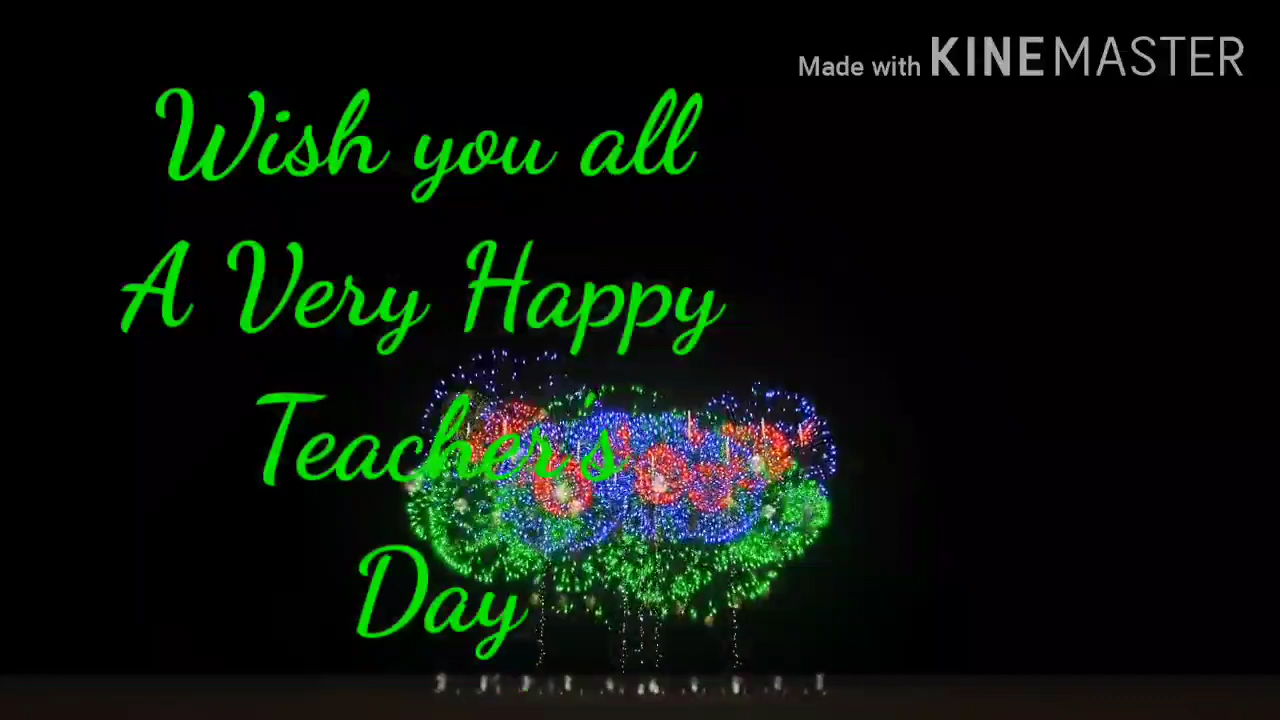 Made with KINEMASTER
Wish you all
A Very Happy
Teacher's
Day